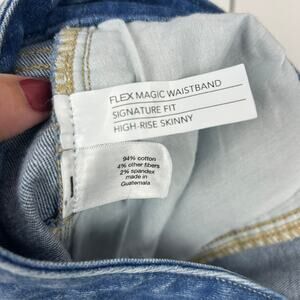 FLEX MAGIC WAISTBAND
SIGNATURE FIT
HIGH-RISE SKINNY
94% cotton
4% other fibers
2% spandex
made in
Guatemala